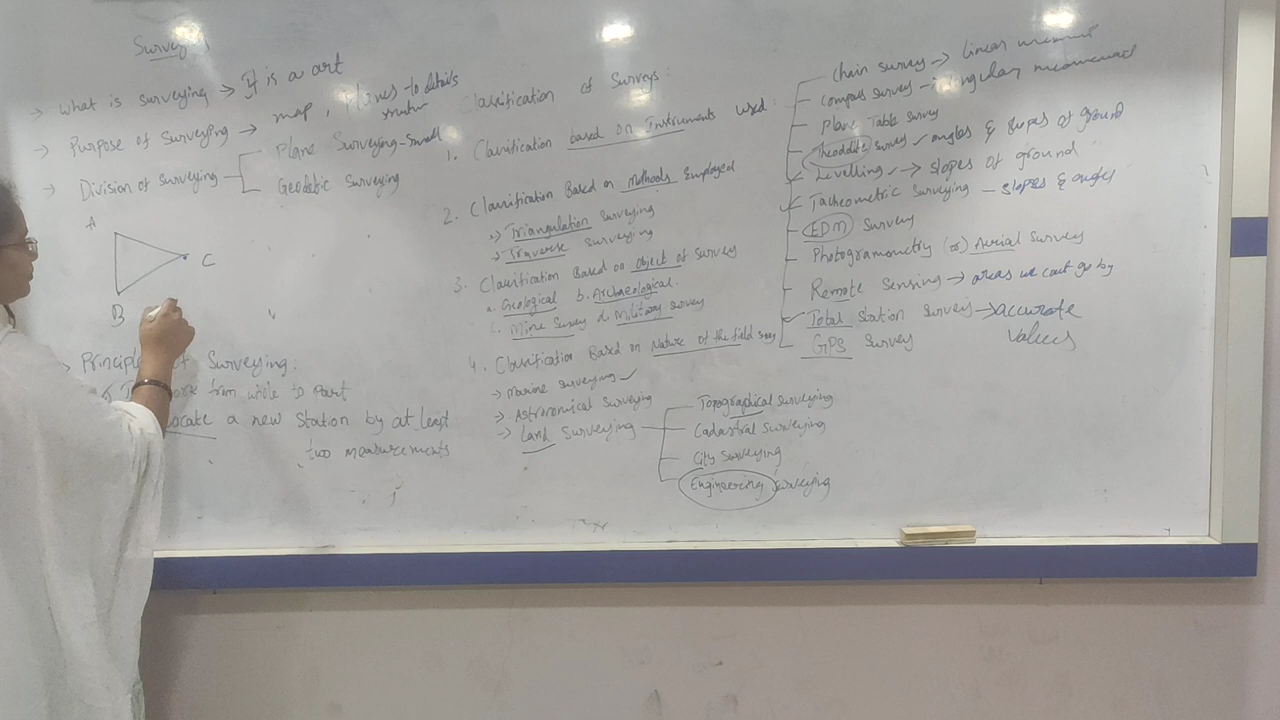 Surveying
-> What is surveying -> It is a art
-> Purpose of Surveying -> map, to details
-> Division of Surveying
Plane Surveying - Small
Geodetic Surveying
A
B
C
-> Principles of Surveying:
work from whole to part
Locate a new Station by at least
two measurements
Classification of Surveys:
1. Classification based on Instruments used:
chain survey -> linear
Compass survey - angular
Plane Table survey
Theodolite survey angles & slopes of ground
Levelling -> slopes of ground
Tacheometric Surveying - slopes & angles
EDM Survey
Photogrammetry (or) Aerial Survey
Remote Sensing -> areas we cant go by
Total Station Survey -> accurate
values
GPS Survey
2. Classification Based on methods Employed
-> Triangulation Surveying
-> Traverse Surveying
3. Classification Based on object of Survey
a. Geological b. Archaeological.
c. Mine Survey d. Military survey
4. Classification Based on Nature of the field survey
-> Marine surveying
-> Astronomical Surveying
-> Land Surveying
Topographical surveying
Cadastral Surveying
City Surveying
Engineering Surveying